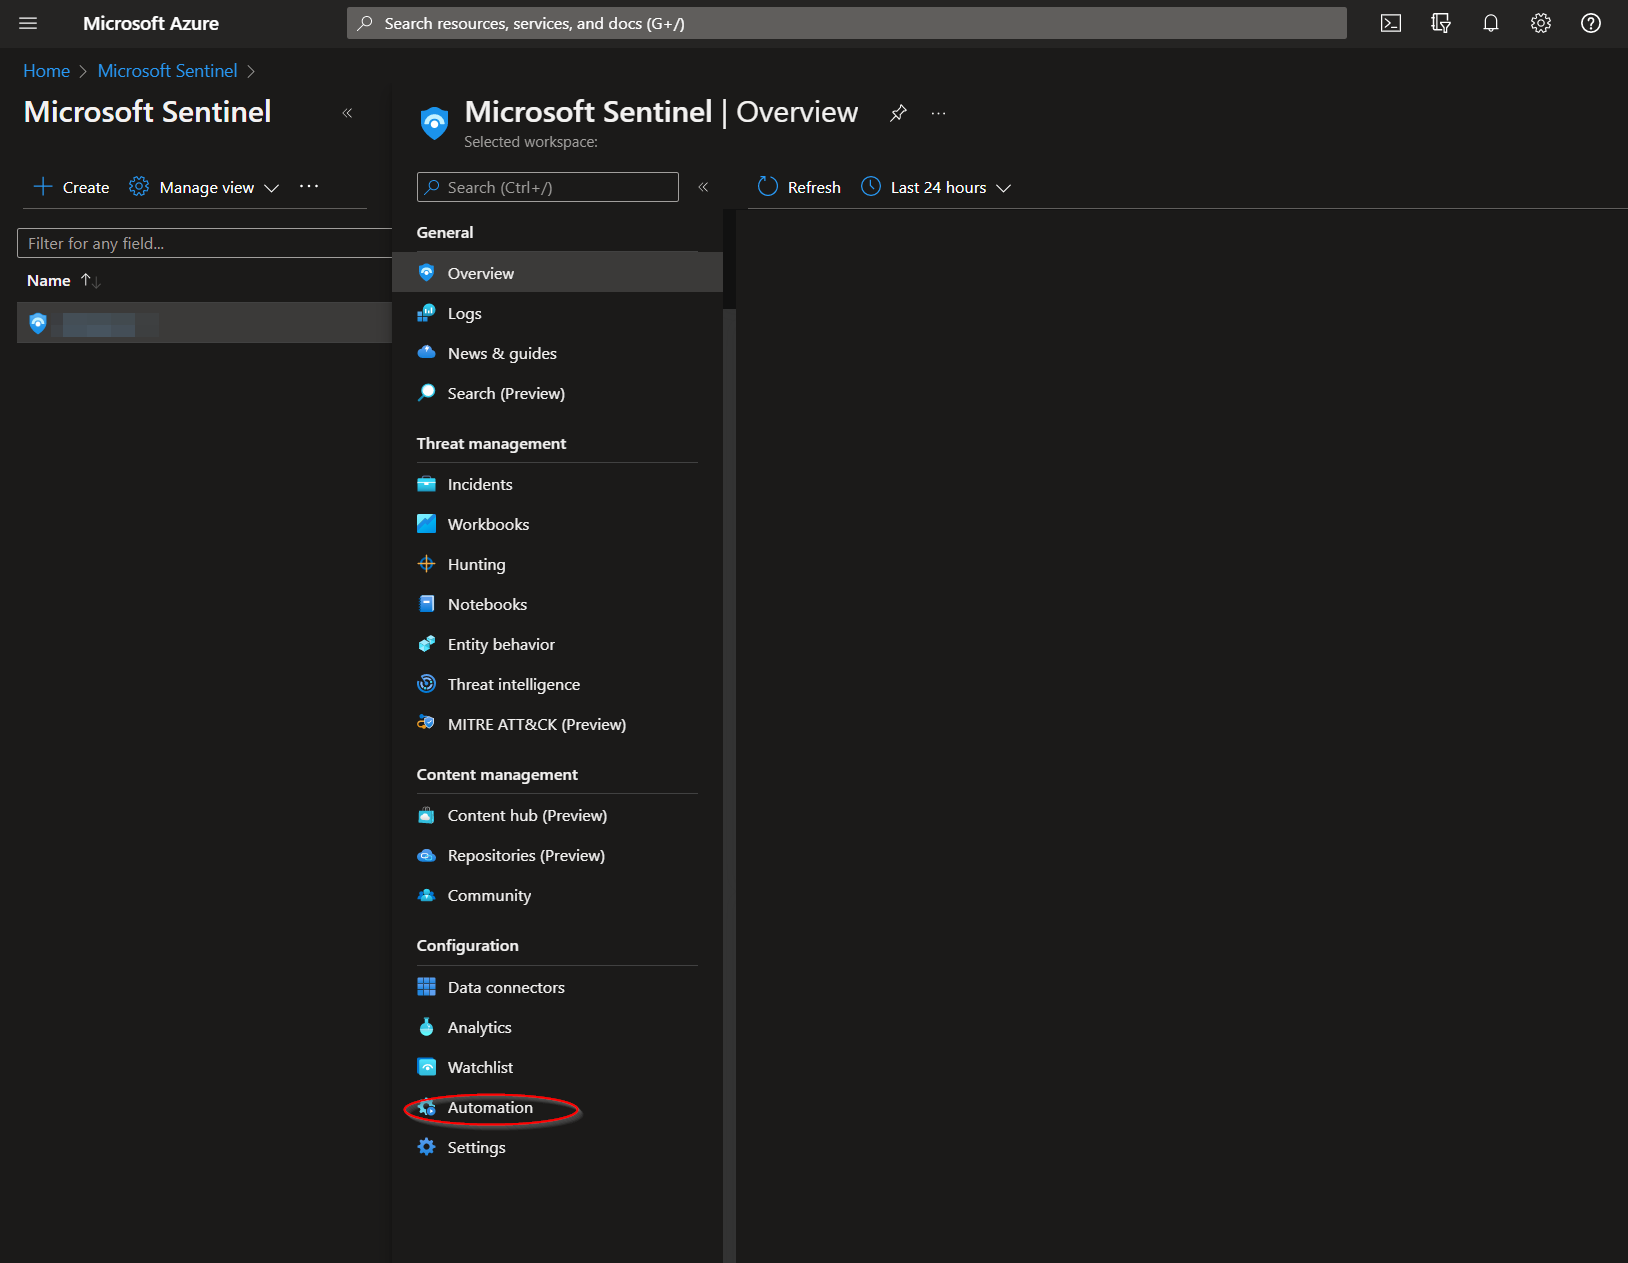 Microsoft Azure
Search resources, services, and docs (G+/)
Home > Microsoft Sentinel >
Microsoft Sentinel
Create
Manage view
Filter for any field...
Name
Microsoft Sentinel | Overview
Selected workspace:
Search (Ctrl+/)
Refresh
Last 24 hours
General
Overview
Logs
News & guides
Search (Preview)
Threat management
Incidents
Workbooks
Hunting
Notebooks
Entity behavior
Threat intelligence
MITRE ATT&CK (Preview)
Content management
Content hub (Preview)
Repositories (Preview)
Community
Configuration
Data connectors
Analytics
Watchlist
Automation
Settings